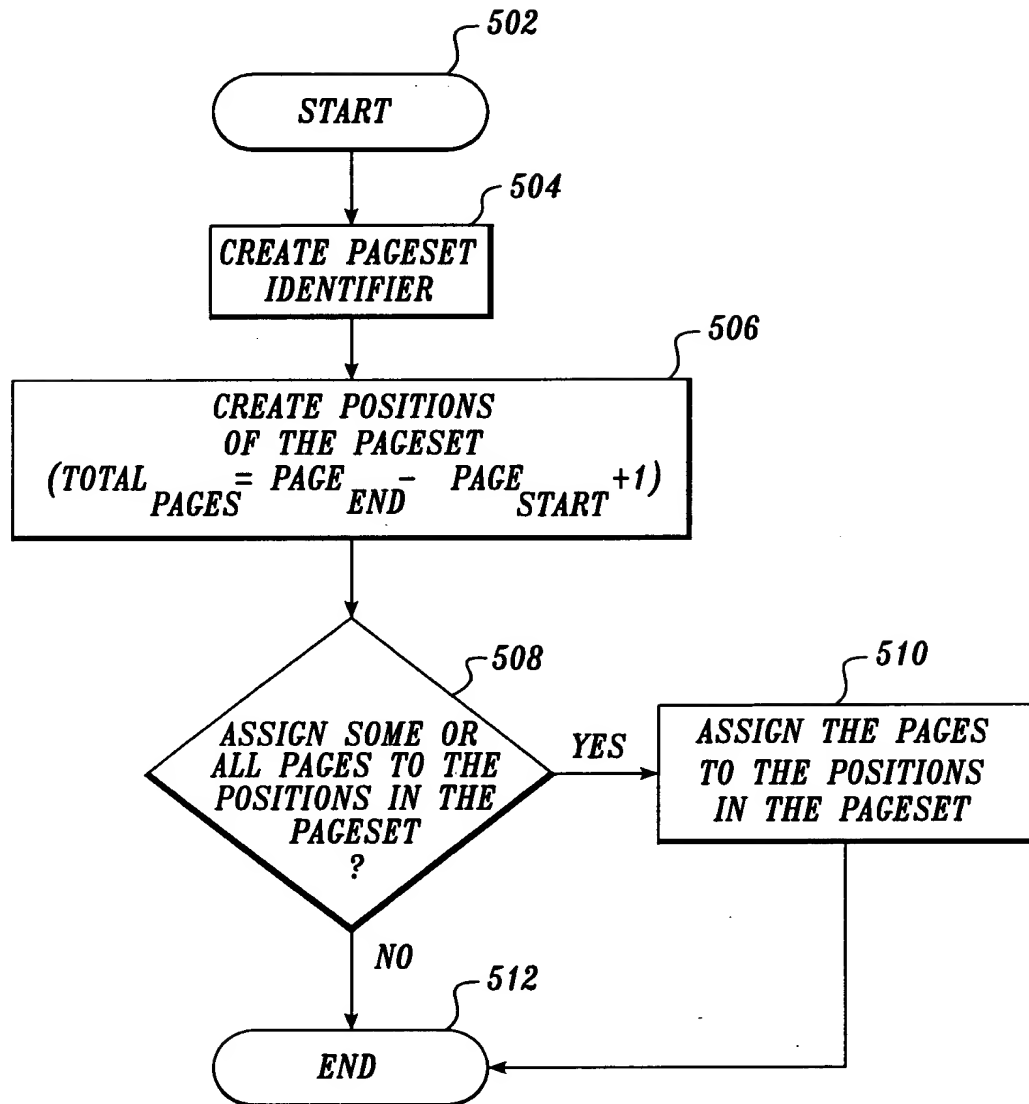 502
START
504
CREATE PAGESET
IDENTIFIER
506
CREATE POSITIONS
OF THE PAGESET
(TOTAL PAGES = PAGE END - PAGE START +1)
508
ASSIGN SOME OR
ALL PAGES TO THE
POSITIONS IN THE
PAGESET
?
YES
510
ASSIGN THE PAGES
TO THE POSITIONS
IN THE PAGESET
NO
512
END